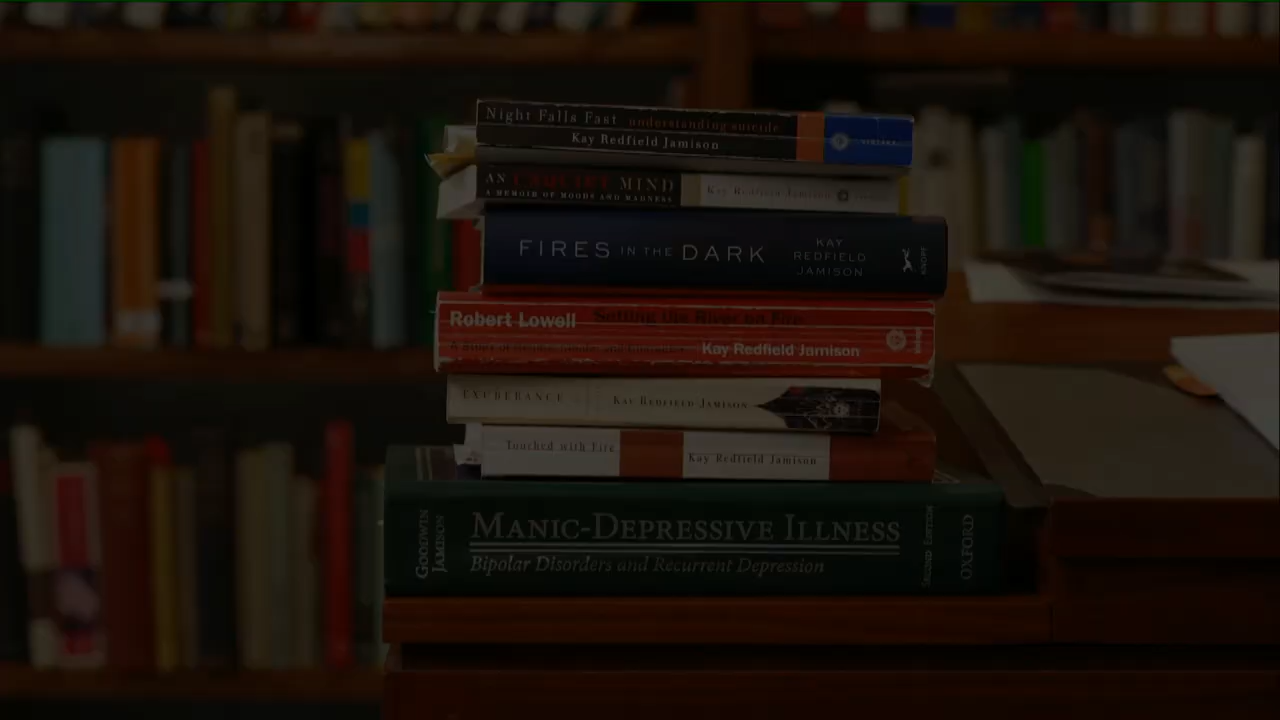 Night Falls Fast understanding suicide
Kay Redfield Jamison
VINTAGE
AN UNQUIET MIND
A MEMOIR OF MOODS AND MADNESS
Kay Redfield Jamison
FIRES IN THE DARK
KAY
REDFIELD
JAMISON
KNOPF
Robert Lowell Setting the River on Fire
Kay Redfield Jamison
EXUBERANCE KAY REDFIELD JAMISON
Touched with Fire Kay Redfield Jamison
GOODWIN
JAMISON
MANIC-DEPRESSIVE ILLNESS
Bipolar Disorders and Recurrent Depression
SECOND EDITION
OXFORD